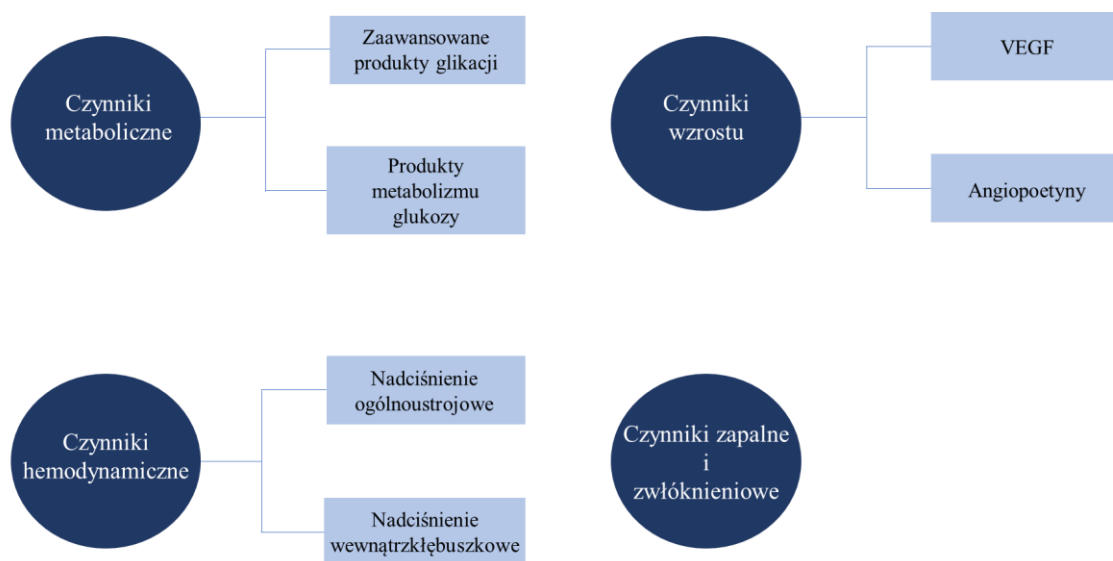 Czynniki
metaboliczne
Zaawansowane
produkty glikacji
Produkty
metabolizmu
glukozy
Czynniki
wzrostu
VEGF
Angiopoetyny
Czynniki
hemodynamiczne
Nadciśnienie
ogólnoustrojowe
Nadciśnienie
wewnątrzkłębuszkowe
Czynniki zapalne
i
zwłóknieniowe